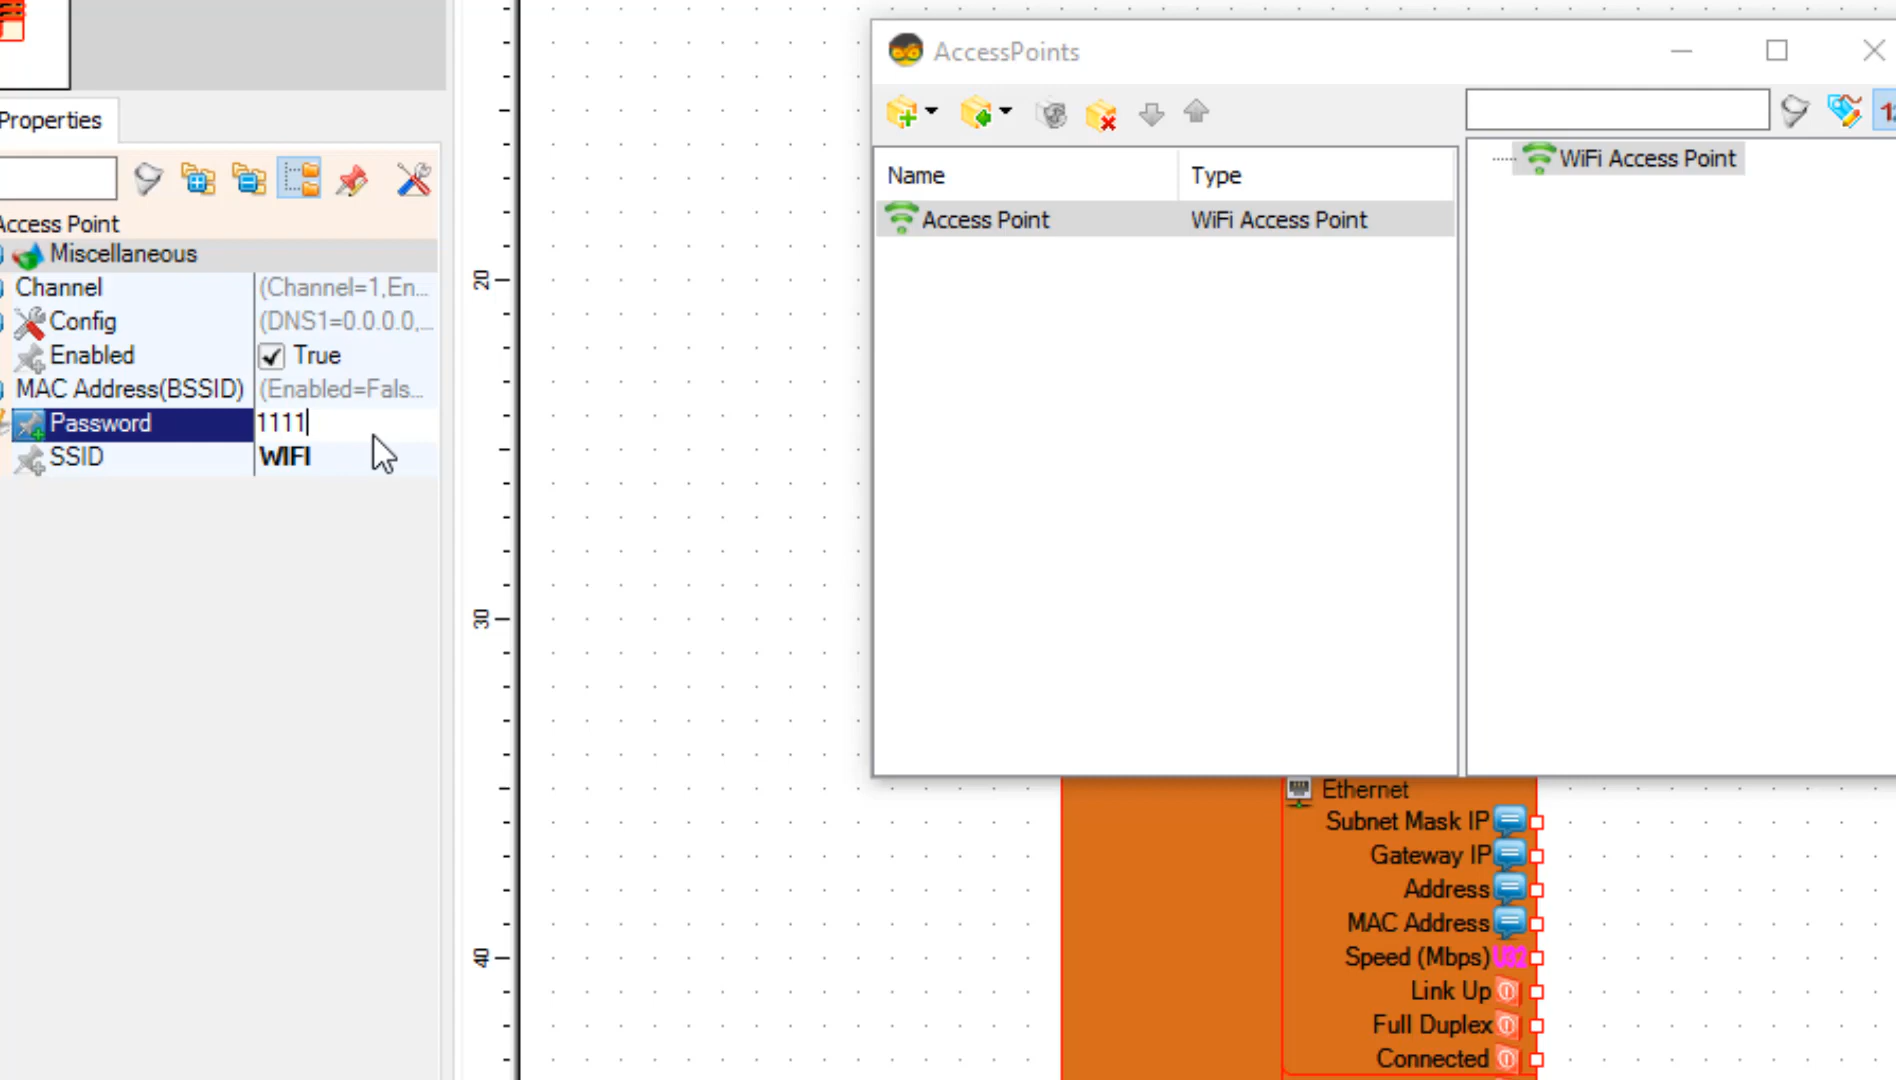 Properties
Access Point
Miscellaneous
Channel (Channel=1,En...
Config (DNS1=0.0.0.0,...
Enabled True
MAC Address(BSSID) (Enabled=Fals...
Password 1111
SSID WIFI
20
30
40
AccessPoints
Name Type
Access Point WiFi Access Point
WiFi Access Point
Ethernet
Subnet Mask IP
Gateway IP
Address
MAC Address
Speed (Mbps) U32
Link Up
Full Duplex
Connected